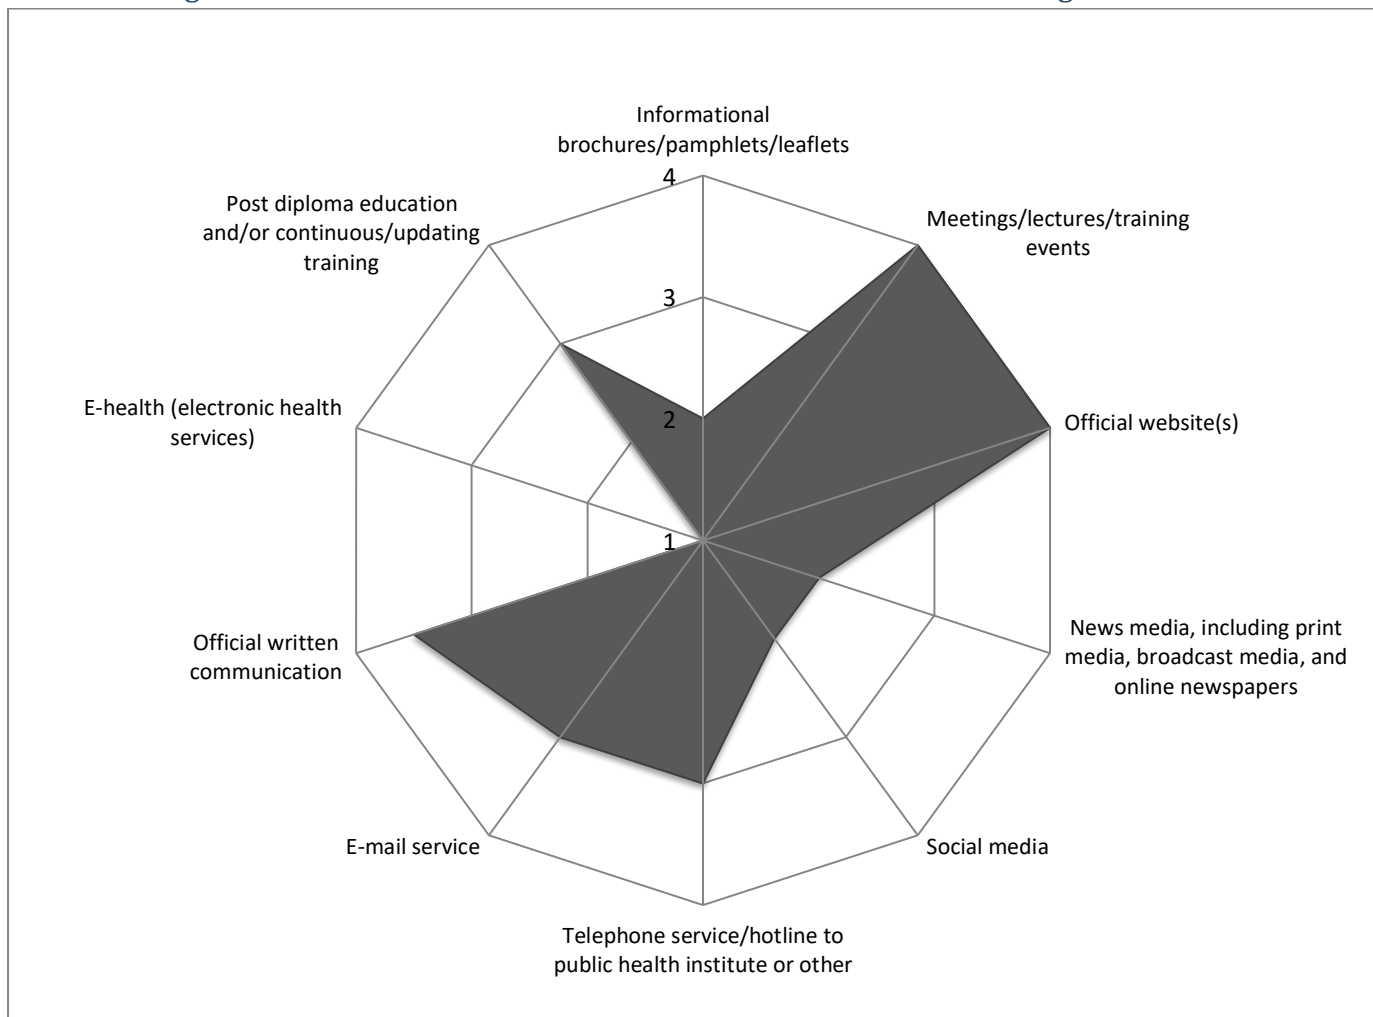 Informational
brochures/pamphlets/leaflets
4
Meetings/lectures/training
events
Post diploma education
and/or continuous/updating
training
3
E-health (electronic health
services)
2
Official website(s)
1
Official written
communication
News media, including print
media, broadcast media, and
online newspapers
E-mail service
Social media
Telephone service/hotline to
public health institute or other